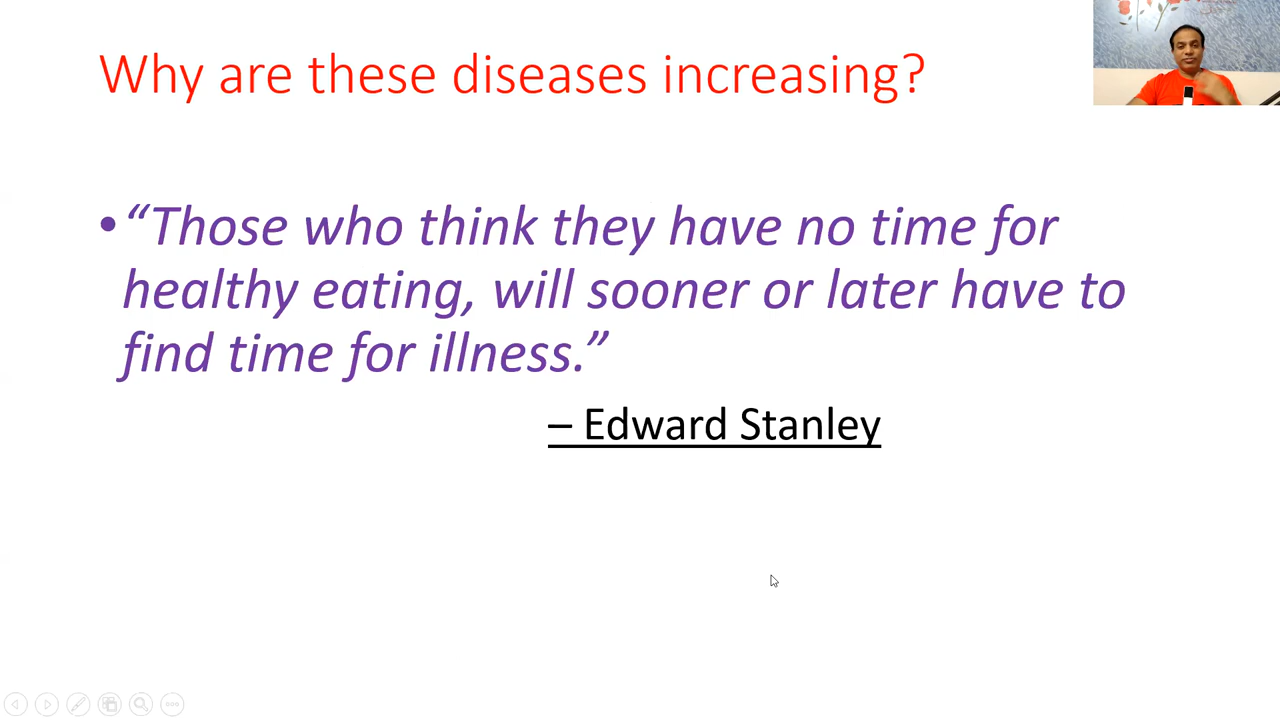 Why are these diseases increasing?
• “Those who think they have no time for
healthy eating, will sooner or later have to
find time for illness.”
– Edward Stanley